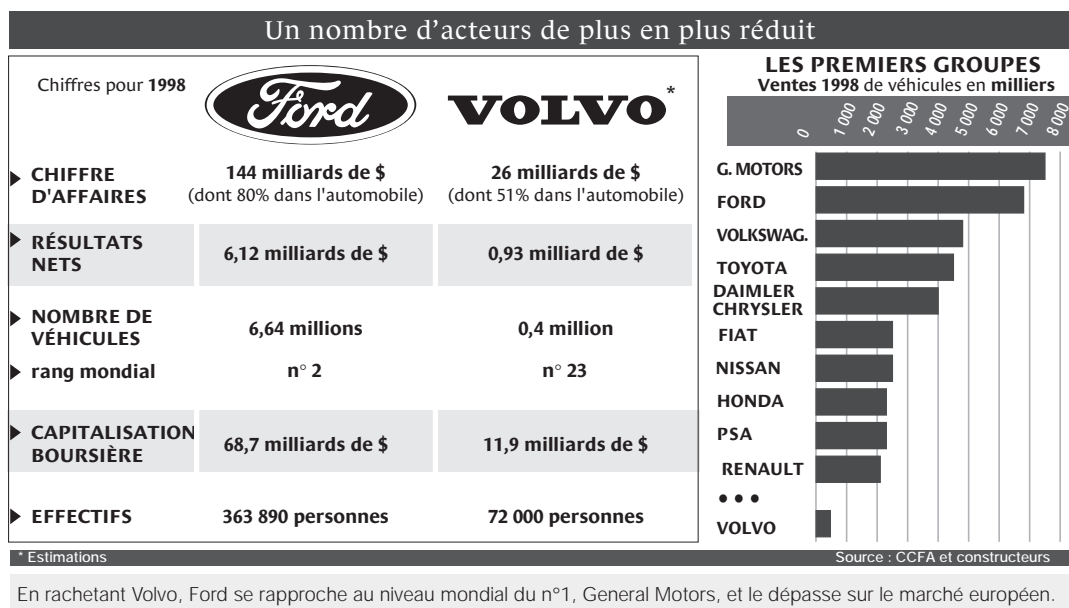 Un nombre d'acteurs de plus en plus réduit
Chiffres pour 1998
Ford
VOLVO*
CHIFFRE
D'AFFAIRES
144 milliards de $
(dont 80% dans l'automobile)
26 milliards de $
(dont 51% dans l'automobile)
RÉSULTATS
NETS
6,12 milliards de $
0,93 milliard de $
NOMBRE DE
VÉHICULES
6,64 millions
0,4 million
rang mondial
n° 2
n° 23
CAPITALISATION
BOURSIÈRE
68,7 milliards de $
11,9 milliards de $
EFFECTIFS
363 890 personnes
72 000 personnes
LES PREMIERS GROUPES
Ventes 1998 de véhicules en milliers
0
1 000
2 000
3 000
4 000
5 000
6 000
7 000
8 000
G. MOTORS
FORD
VOLKSWAG.
TOYOTA
DAIMLER
CHRYSLER
FIAT
NISSAN
HONDA
PSA
RENAULT
• • •
VOLVO
* Estimations
Source : CCFA et constructeurs
En rachetant Volvo, Ford se rapproche au niveau mondial du n°1, General Motors, et le dépasse sur le marché européen.